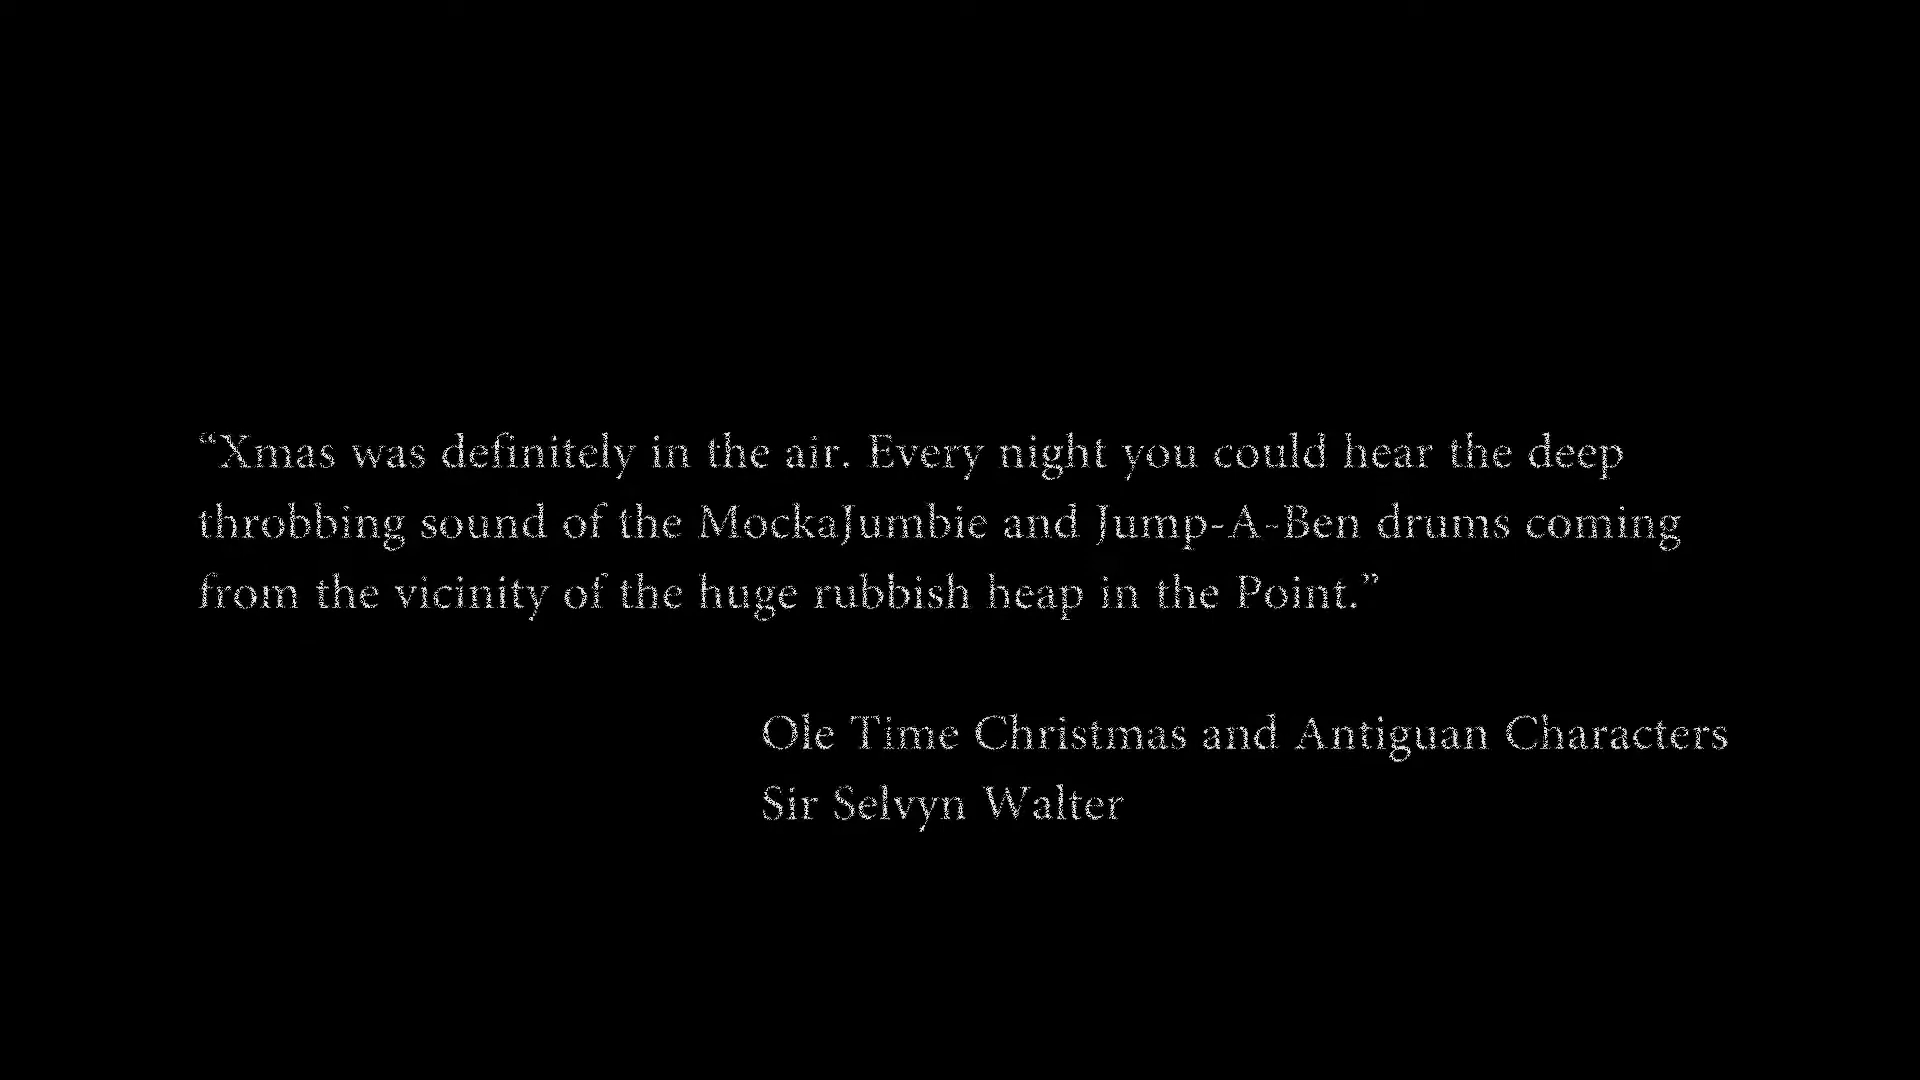 “Xmas was definitely in the air. Every night you could hear the deep
throbbing sound of the MockaJumbie and Jump-A-Ben drums coming
from the vicinity of the huge rubbish heap in the Point.”
Ole Time Christmas and Antiguan Characters
Sir Selvyn Walter